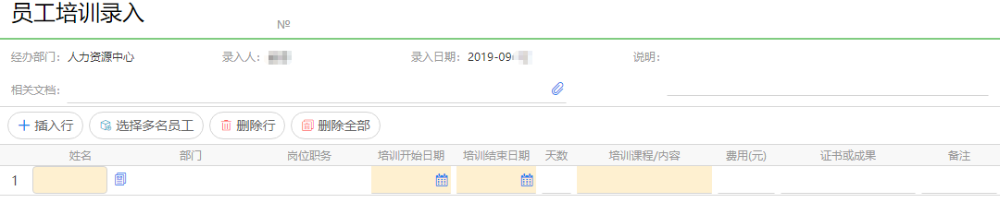 员工培训录入
№
经办部门： 人力资源中心 录入人： 录入日期： 2019-09 说明：
相关文档：
插入行 选择多名员工 删除行 删除全部
姓名 部门 岗位职务 培训开始日期 培训结束日期 天数 培训课程/内容 费用(元) 证书或成果 备注
1